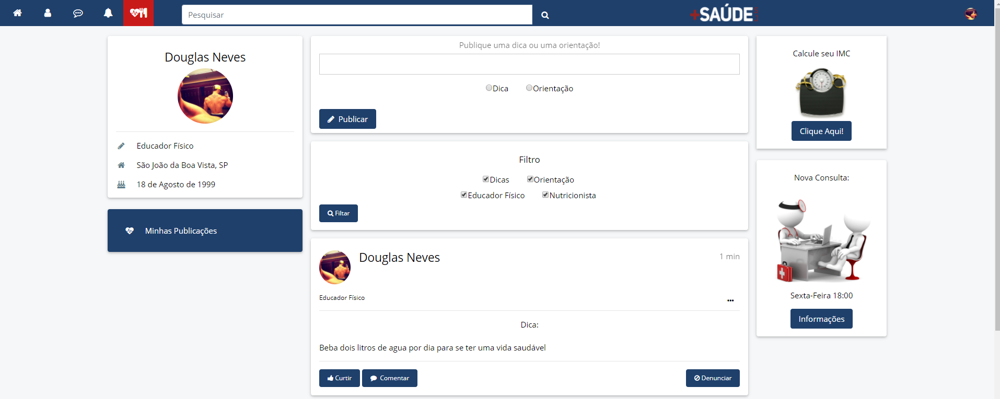 Pesquisar
+SAÚDE
Douglas Neves
Educador Físico
São João da Boa Vista, SP
18 de Agosto de 1999
Minhas Publicações
Publique uma dica ou uma orientação!
Dica Orientação
Publicar
Filtro
Dicas Orientação
Educador Físico Nutricionista
Filtar
Douglas Neves
1 min
Educador Físico
Dica:
Beba dois litros de agua por dia para se ter uma vida saudável
Curtir Comentar Denunciar
Calcule seu IMC
Clique Aqui!
Nova Consulta:
Sexta-Feira 18:00
Informações